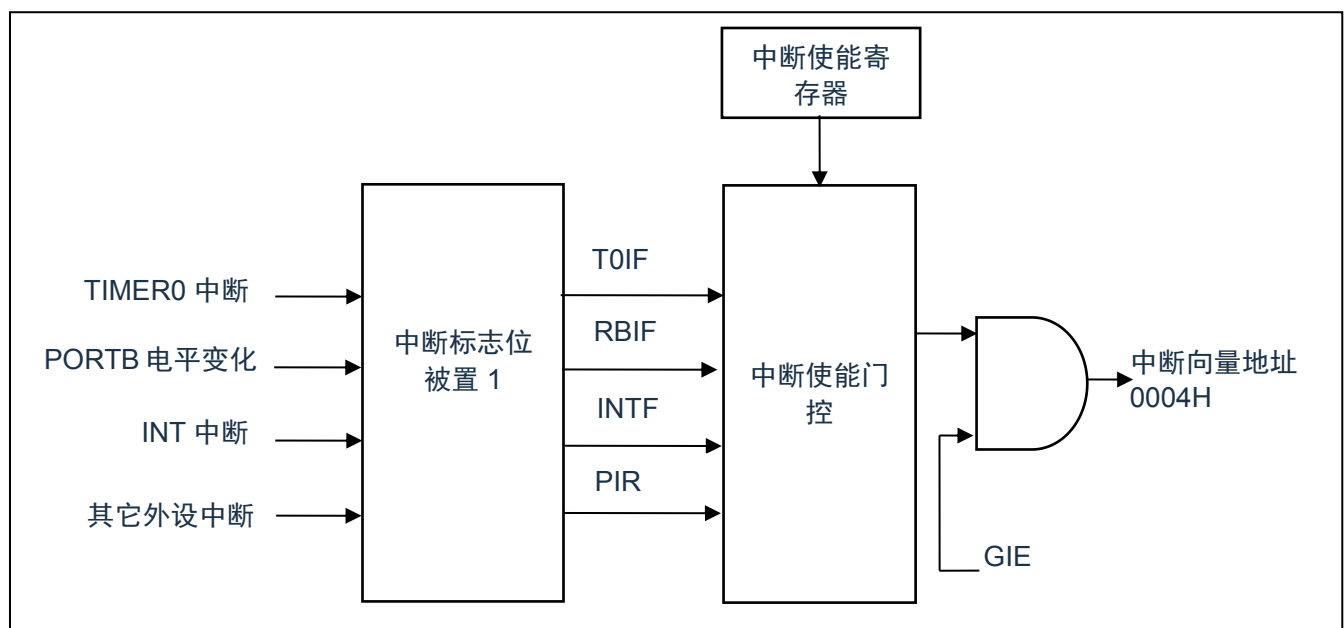 中断使能寄
存器
TIMER0 中断
PORTB 电平变化
INT 中断
其它外设中断
中断标志位
被置 1
T0IF
RBIF
INTF
PIR
中断使能门
控
GIE
中断向量地址
0004H